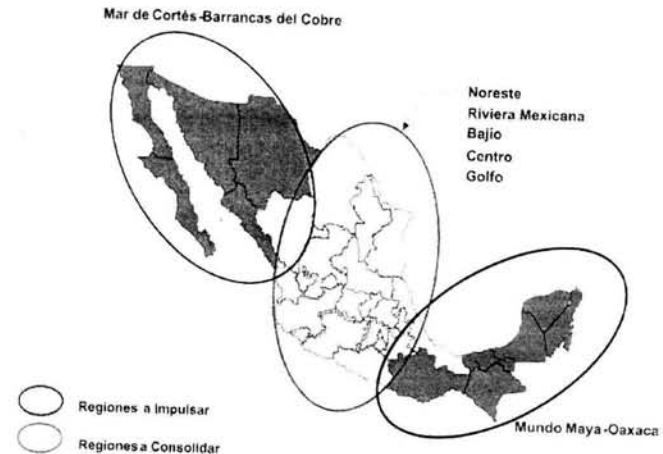 Mar de Cortés-Barrancas del Cobre
Noreste
Riviera Mexicana
Bajío
Centro
Golfo
Regiones a Impulsar
Regiones a Consolidar
Mundo Maya-Oaxaca